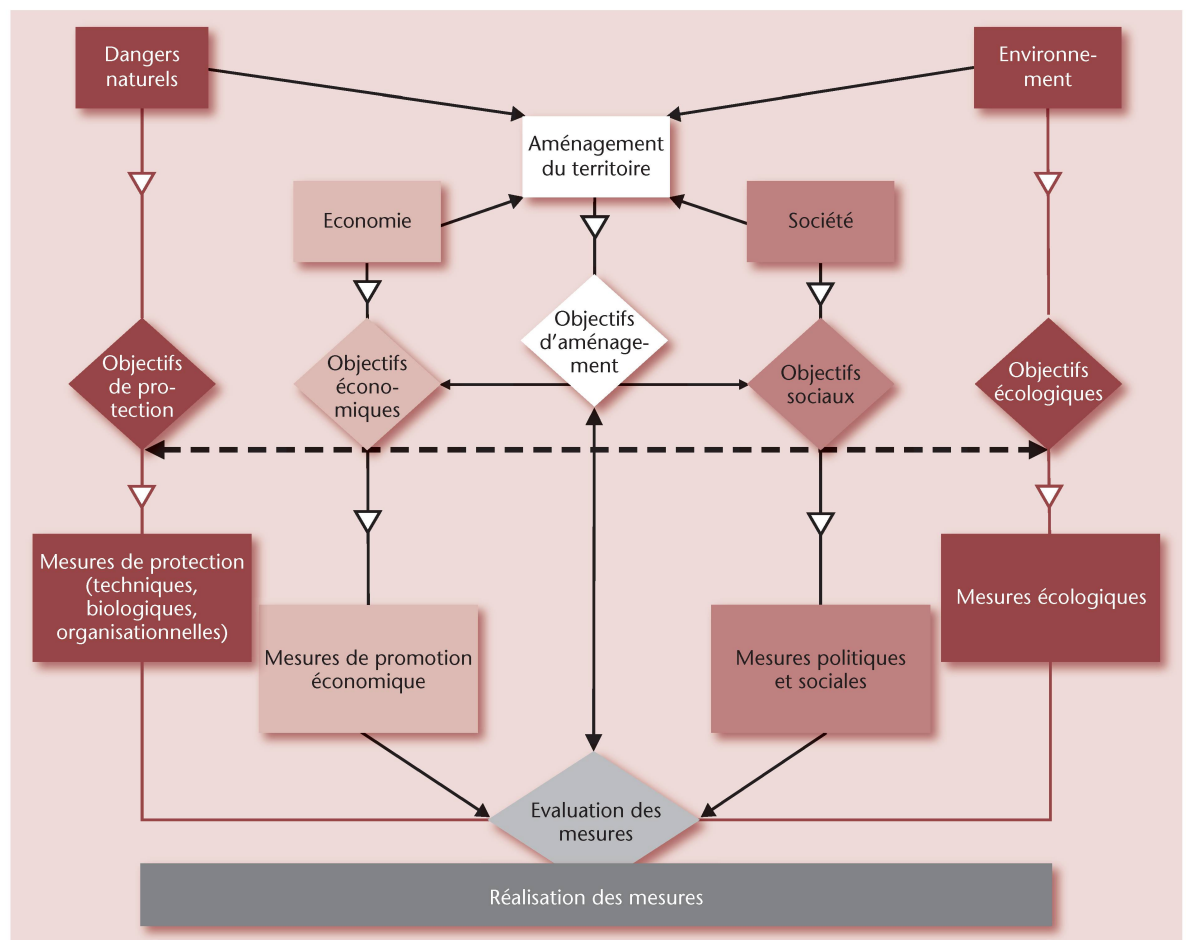 Dangers
naturels
Environne-
ment
Aménagement
du territoire
Economie
Société
Objectifs
d’aménage-
ment
Objectifs
de pro-
tection
Objectifs
écono-
miques
Objectifs
sociaux
Objectifs
écologiques
Mesures de protection
(techniques,
biologiques,
organisationnelles)
Mesures écologiques
Mesures de promotion
économique
Mesures politiques
et sociales
Evaluation des
mesures
Réalisation des mesures